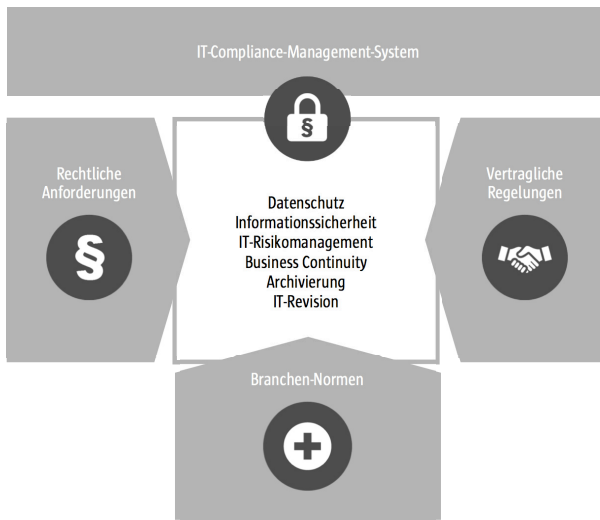 IT-Compliance-Management-System
§
Rechtliche
Anforderungen
§
Datenschutz
Informationssicherheit
IT-Risikomanagement
Business Continuity
Archivierung
IT-Revision
Vertragliche
Regelungen
Branchen-Normen